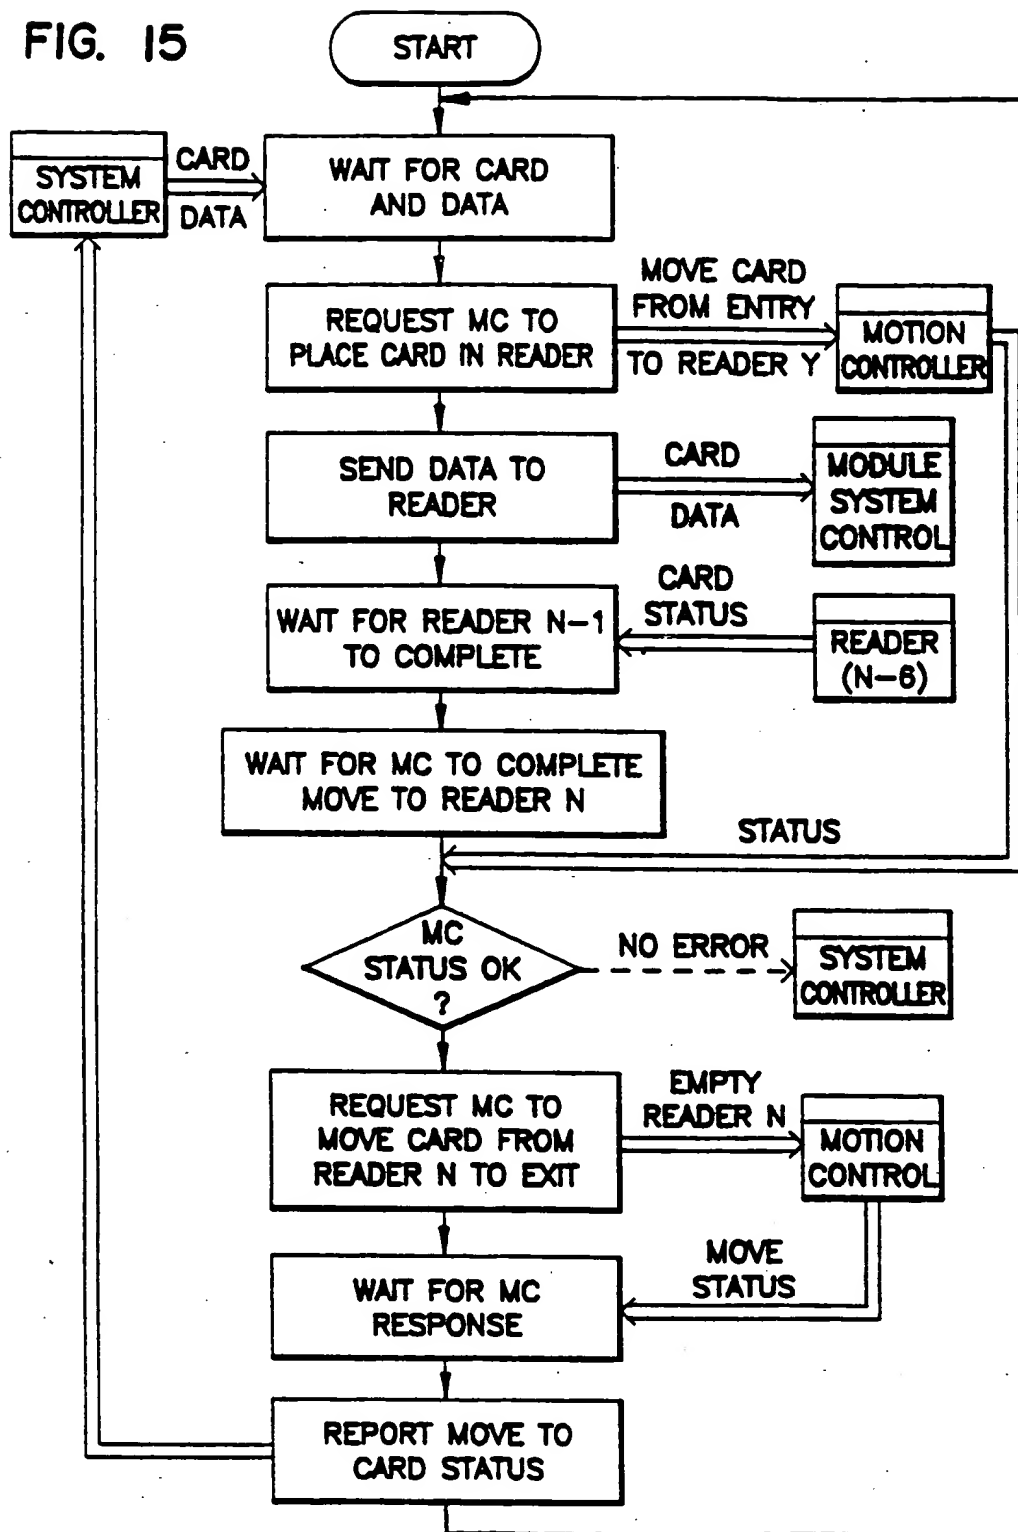 FIG. 15
START
WAIT FOR CARD
AND DATA
SYSTEM
CONTROLLER
CARD
DATA
REQUEST MC TO
PLACE CARD IN READER
MOVE CARD
FROM ENTRY
TO READER Y
MOTION
CONTROLLER
SEND DATA TO
READER
CARD
DATA
MODULE
SYSTEM
CONTROL
WAIT FOR READER N-1
TO COMPLETE
CARD
STATUS
READER
(N-6)
WAIT FOR MC TO COMPLETE
MOVE TO READER N
STATUS
MC
STATUS OK
?
NO ERROR
SYSTEM
CONTROLLER
REQUEST MC TO
MOVE CARD FROM
READER N TO EXIT
EMPTY
READER N
MOTION
CONTROL
WAIT FOR MC
RESPONSE
MOVE
STATUS
REPORT MOVE TO
CARD STATUS